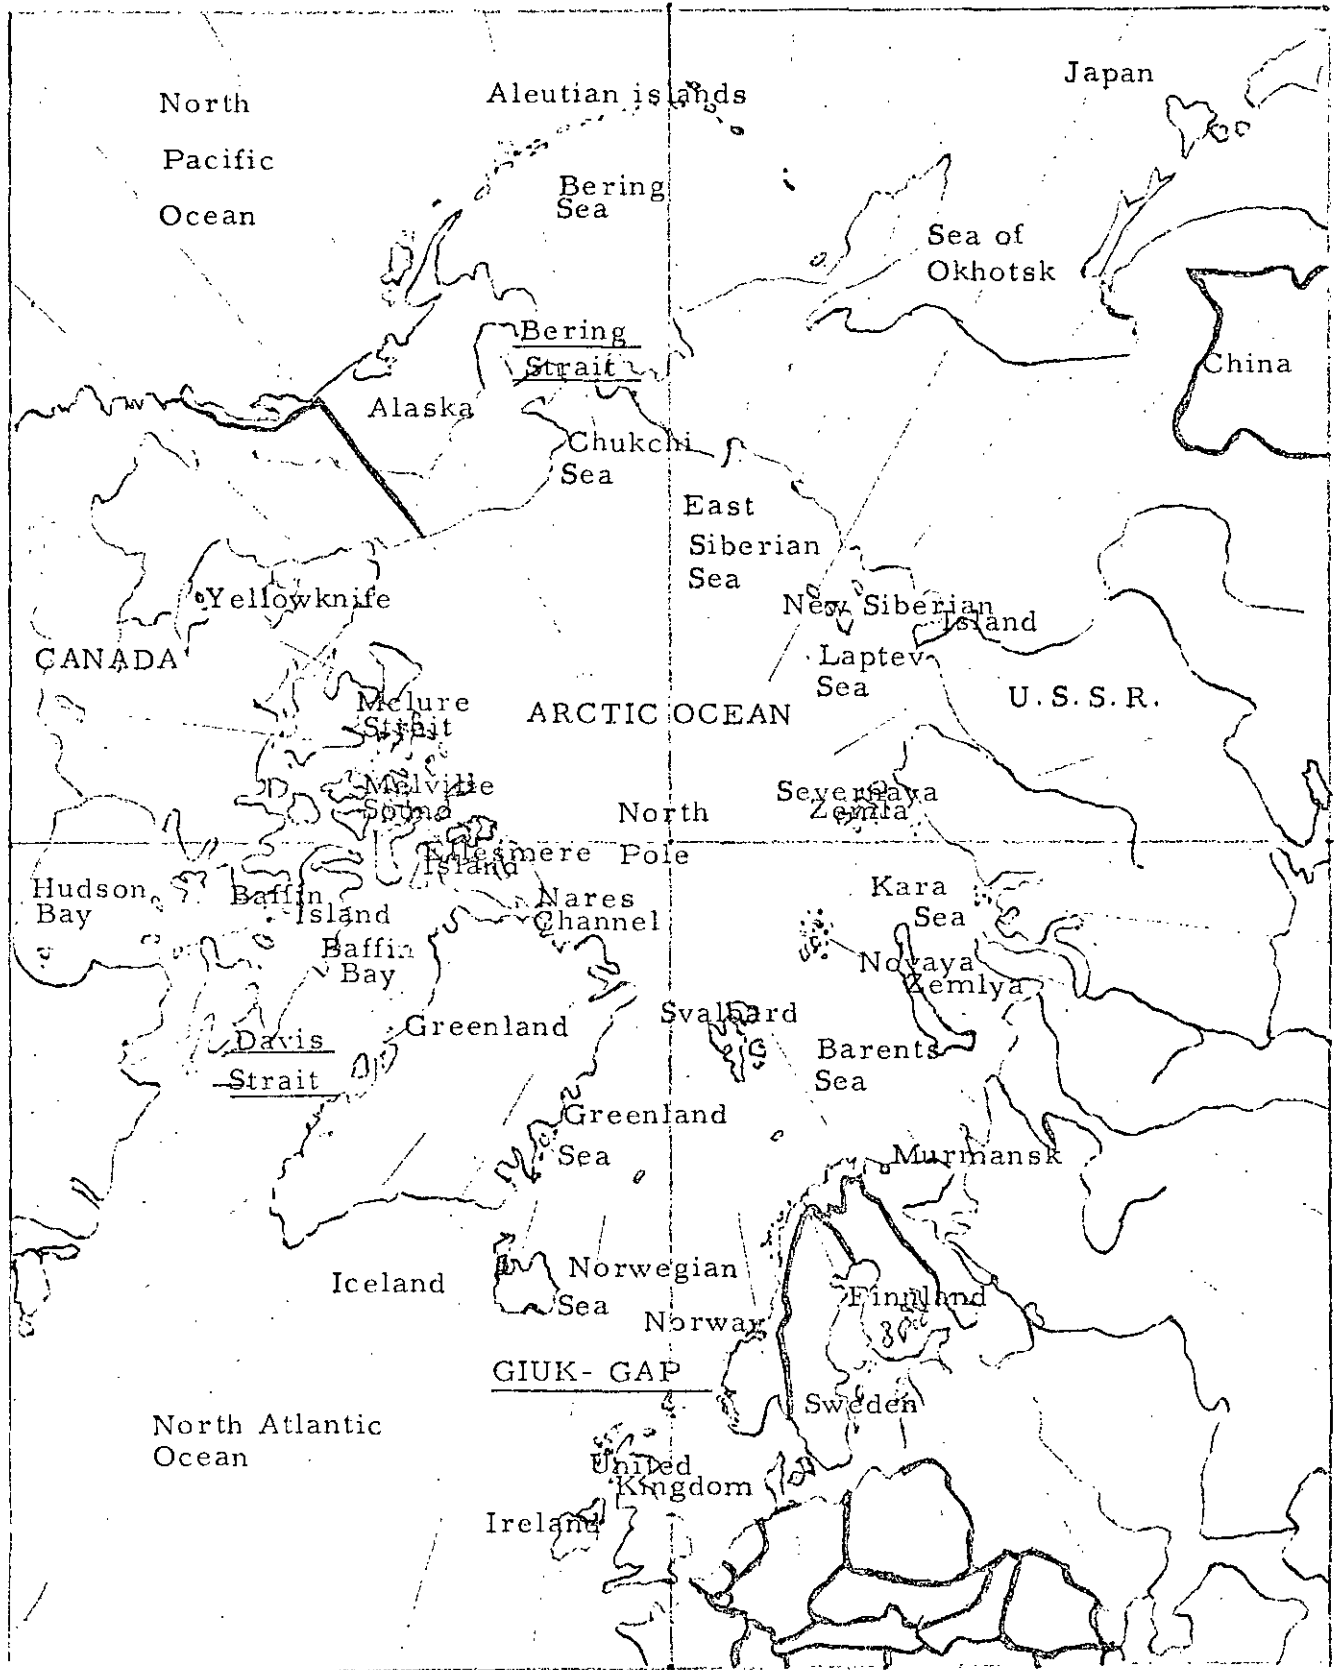 Japan
Aleutian islands
North
Pacific
Ocean
Bering
Sea
Sea of
Okhotsk
Bering
Strait
China
Alaska
Chukchi
Sea
East
Siberian
Sea
Yellowknife
New Siberian
Island
CANADA
Laptev
Sea
U.S.S.R.
Mclure
Strait
ARCTIC OCEAN
Melville
Sound
Severnaya
Zemla
North
Pole
Ellesmere
Island
Hudson
Bay
Baffin
Island
Nares
Channel
Kara
Sea
Baffin
Bay
Novaya
Zemlya
Svalbard
Greenland
Davis
Strait
Barents
Sea
Greenland
Sea
Murmansk
Iceland
Norwegian
Sea
Finnland
Norway
GIUK- GAP
Sweden
North Atlantic
Ocean
United
Kingdom
Ireland